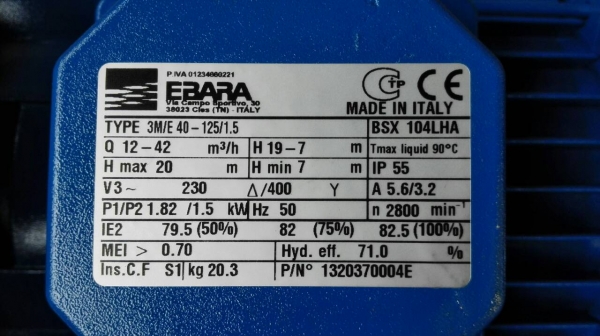 P.IVA 01234660221
EBARA
Via Campo Sportivo, 30
38023 Cles (TN) - ITALY
TP CE
MADE IN ITALY
TYPE 3M/E 40-125/1.5 BSX 104LHA
Q 12-42 m³/h H 19-7 m Tmax liquid 90°C
H max 20 m H min 7 m IP 55
V3~ 230 Δ/400 Y A 5.6/3.2
P1/P2 1.82 /1.5 kW Hz 50 n 2800 min⁻¹
IE2 79.5 (50%) 82 (75%) 82.5 (100%)
MEI > 0.70 Hyd. eff. 71.0 %
Ins.C.F S1 kg 20.3 P/N° 1320370004E